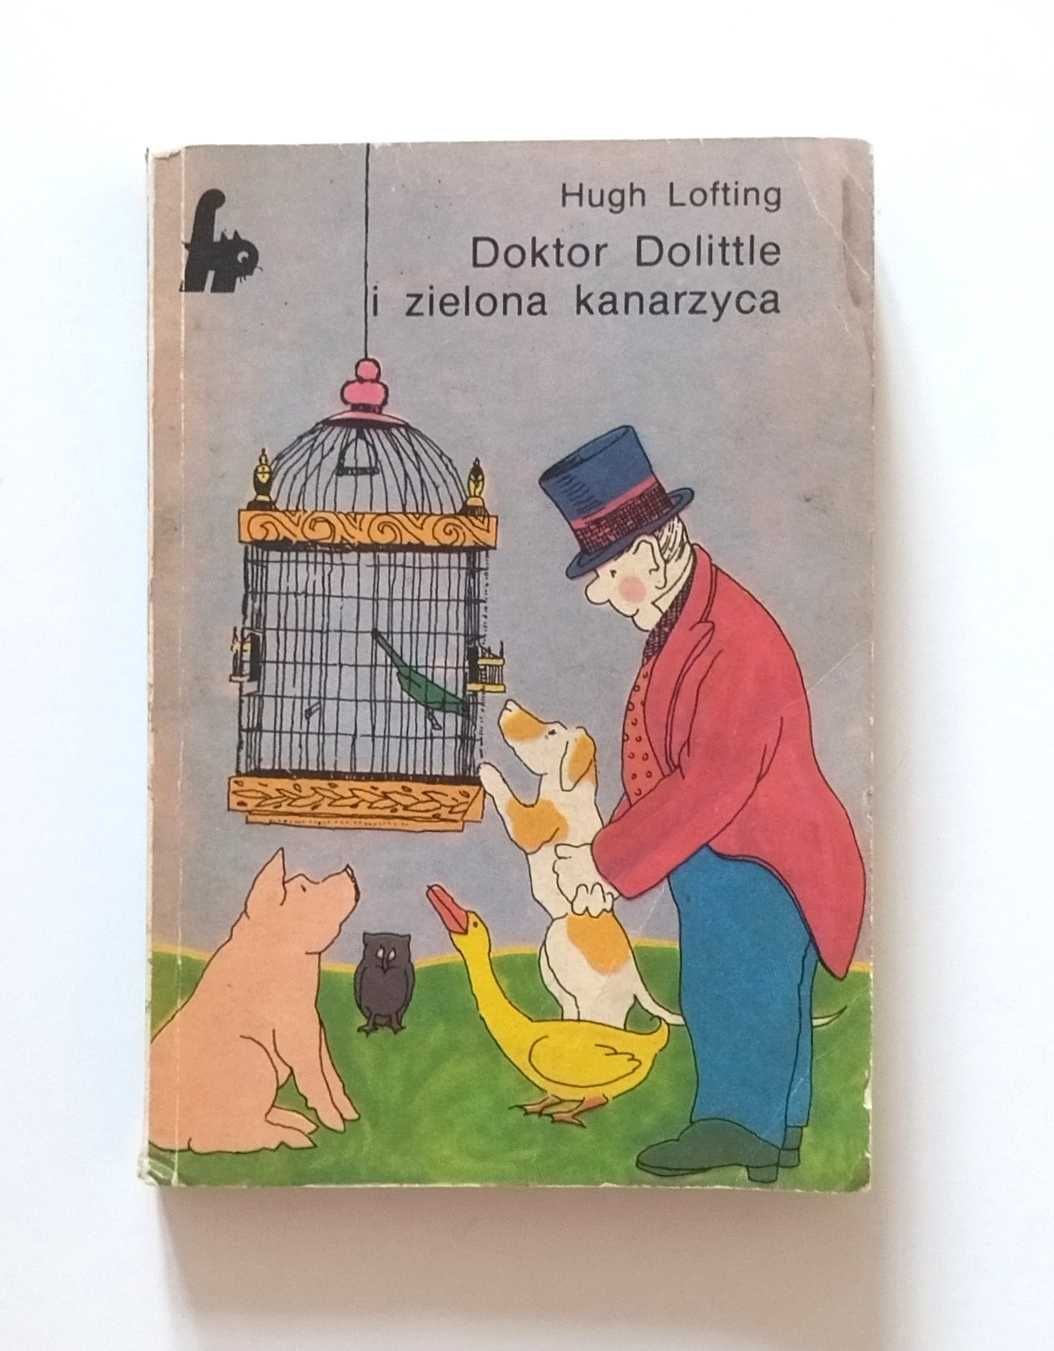 Hugh Lofting
Doktor Dolittle
i zielona kanarzyca